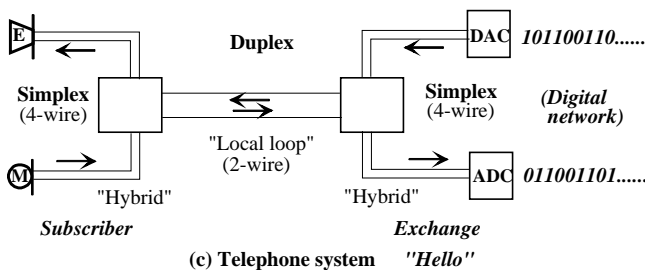 E
Duplex
DAC
101100110......
Simplex
(4-wire)
Simplex
(4-wire)
(Digital
network)
"Local loop"
(2-wire)
M
"Hybrid"
"Hybrid"
ADC
011001101......
Subscriber
Exchange
(c) Telephone system "Hello"